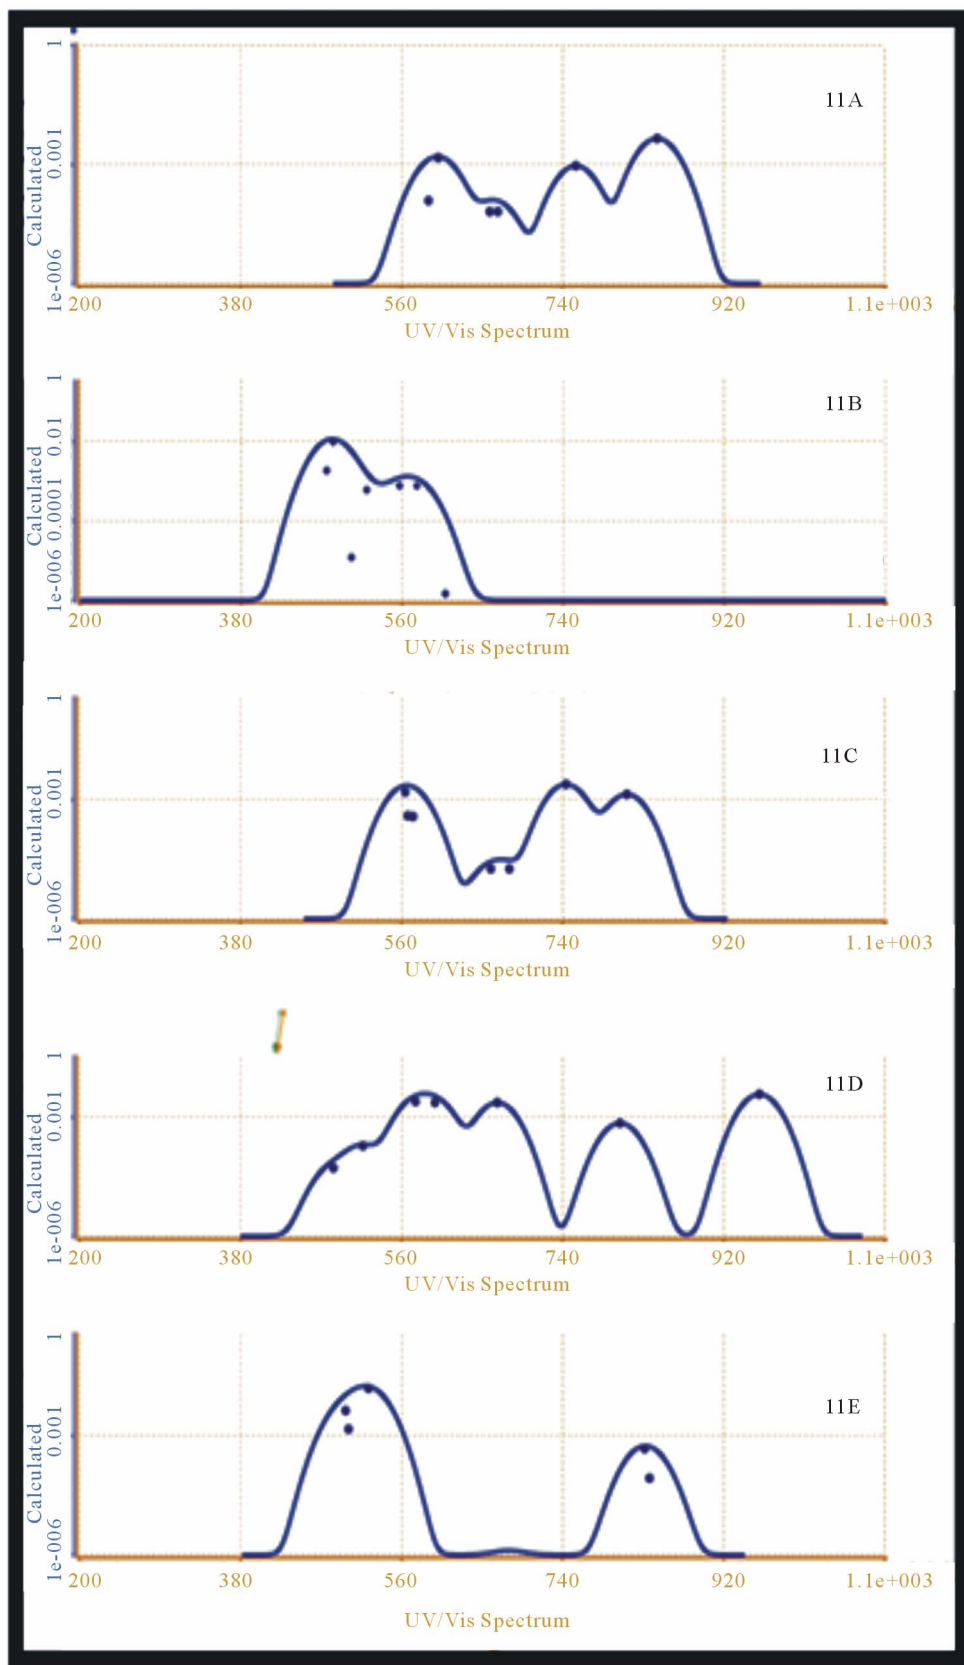 1
0.001
1e-006
Calculated
11A
200 380 560 740 920 1.1e+003
UV/Vis Spectrum
1
0.01
0.0001
1e-006
Calculated
11B
200 380 560 740 920 1.1e+003
UV/Vis Spectrum
1
0.001
1e-006
Calculated
11C
200 380 560 740 920 1.1e+003
UV/Vis Spectrum
1
0.001
1e-006
Calculated
11D
200 380 560 740 920 1.1e+003
UV/Vis Spectrum
1
0.001
1e-006
Calculated
11E
200 380 560 740 920 1.1e+003
UV/Vis Spectrum